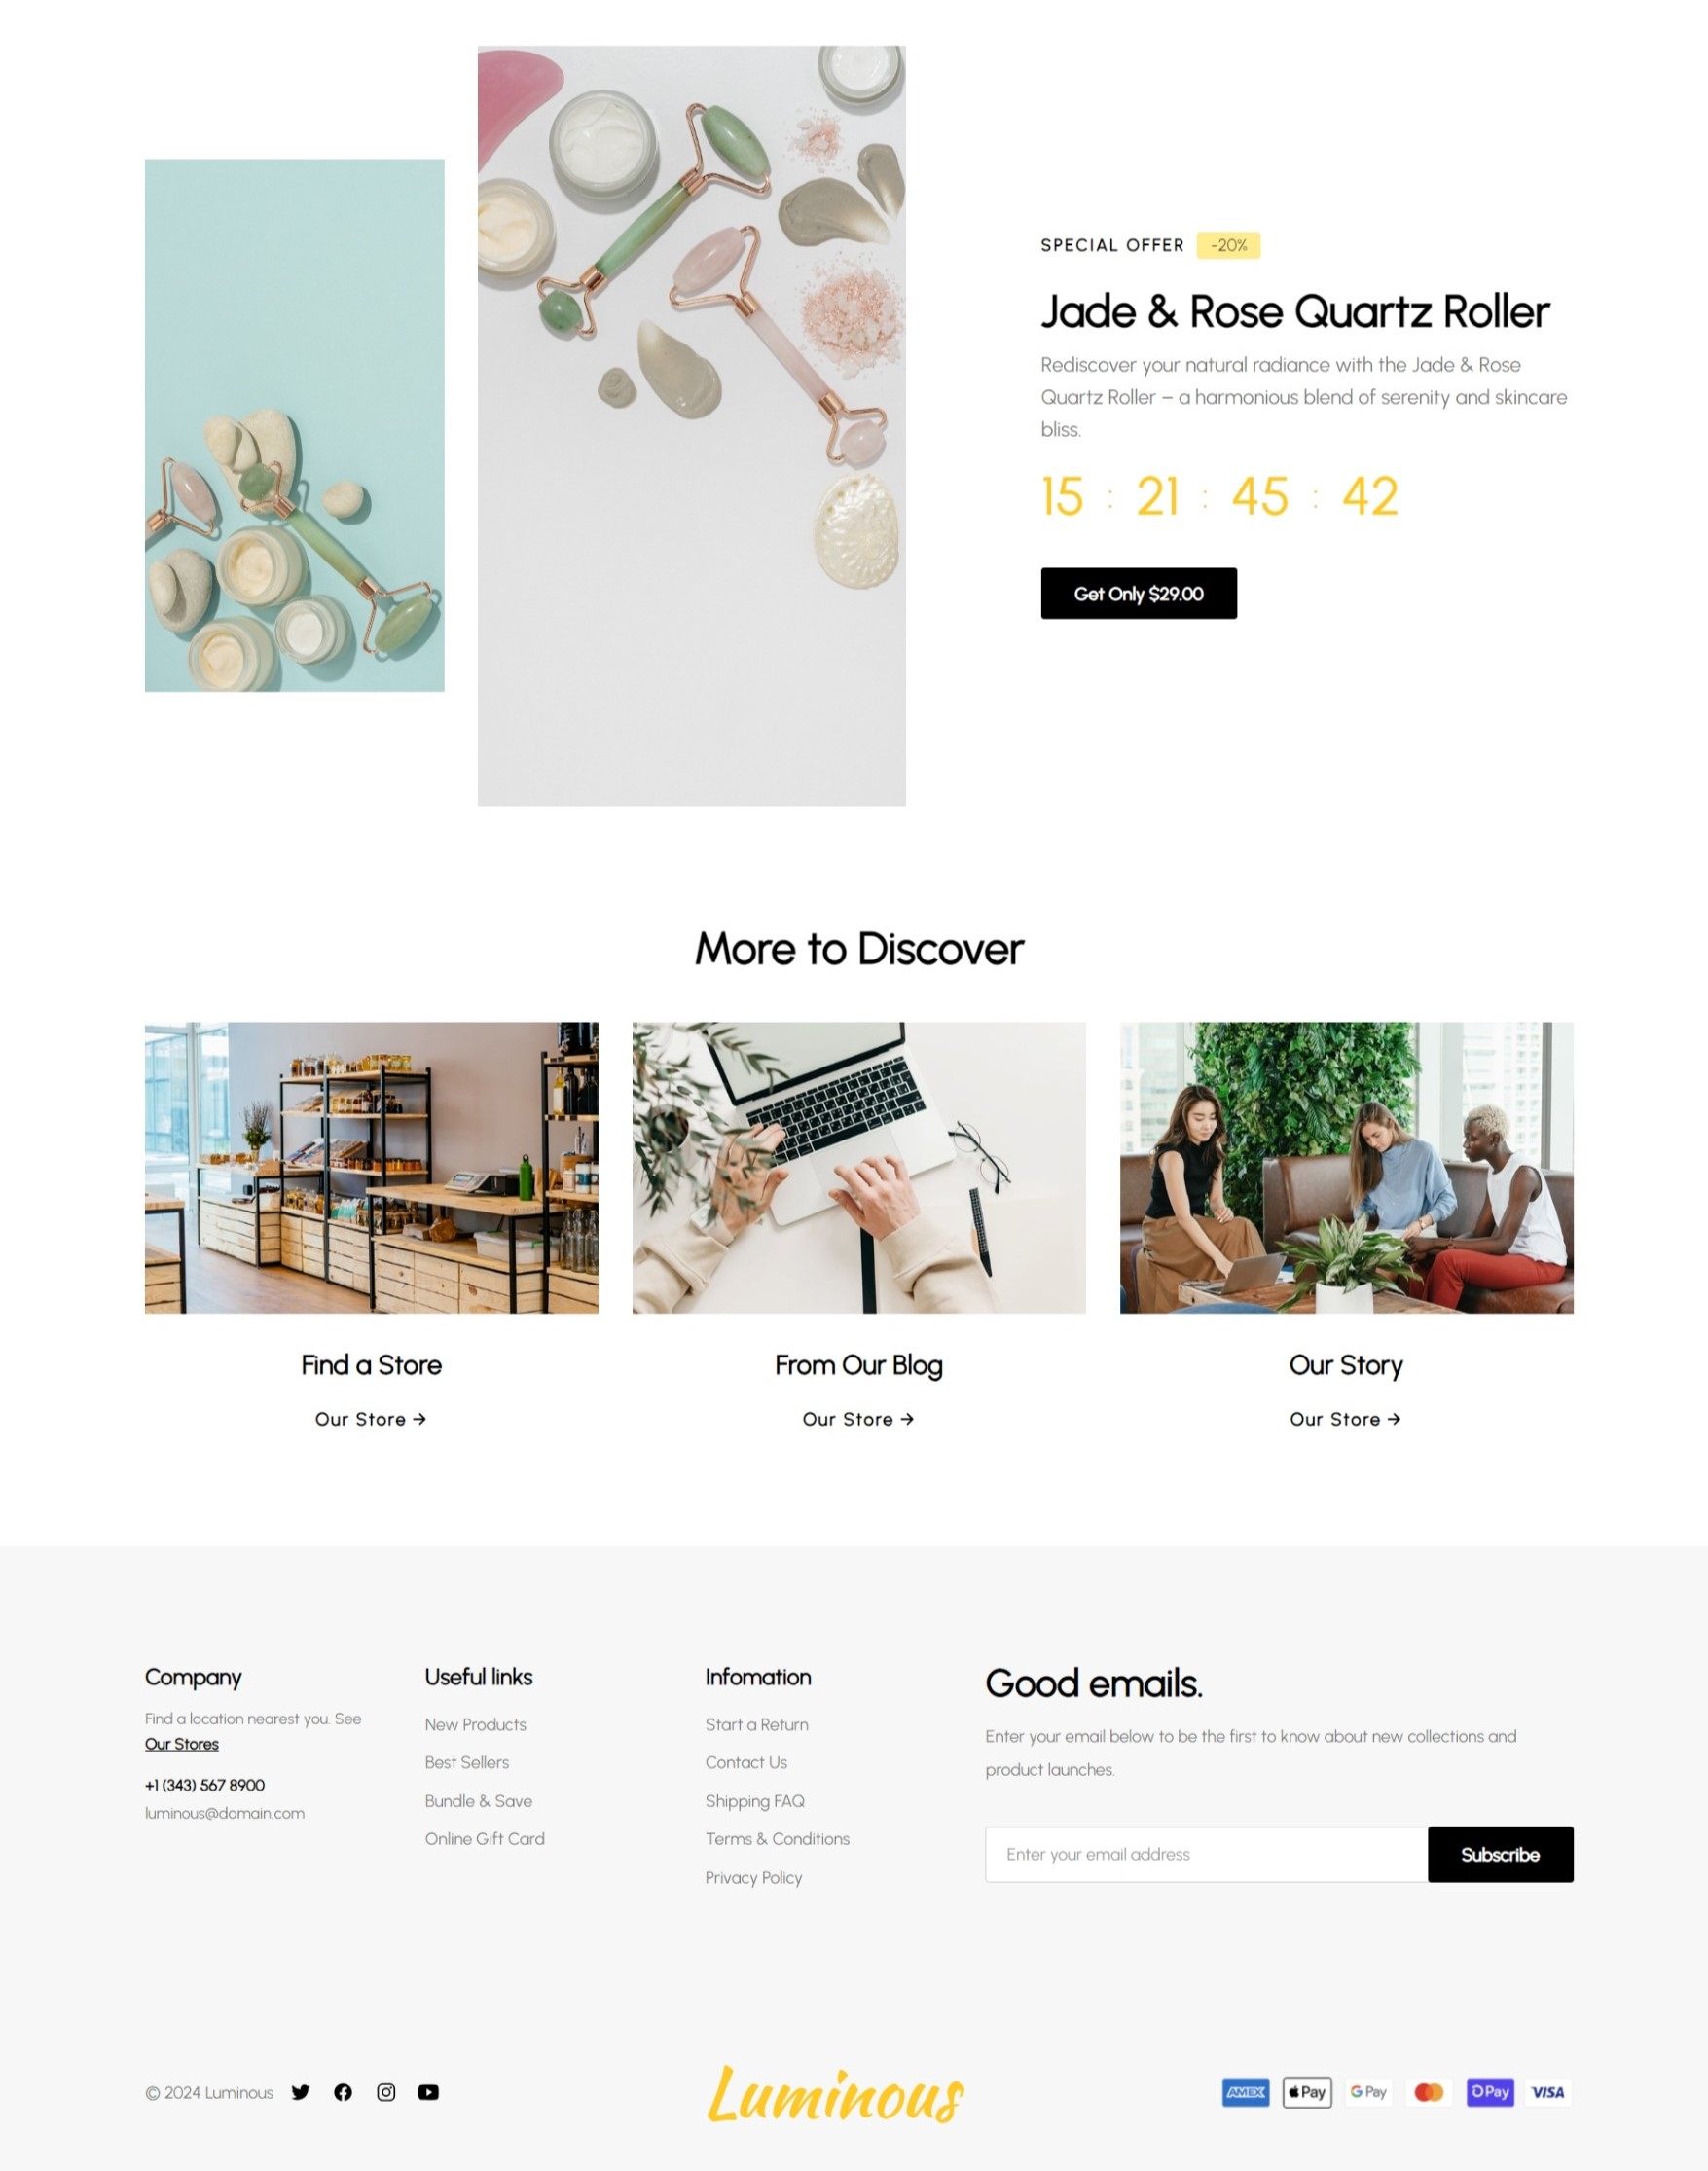 SPECIAL OFFER -20%
Jade & Rose Quartz Roller
Rediscover your natural radiance with the Jade & Rose
Quartz Roller – a harmonious blend of serenity and skincare
bliss.
15 : 21 : 45 : 42
Get Only $29.00
More to Discover
Find a Store
Our Store →
From Our Blog
Our Store →
Our Story
Our Store →
Company
Find a location nearest you. See
Our Stores
+1 (343) 567 8900
luminous@domain.com
Useful links
New Products
Best Sellers
Bundle & Save
Online Gift Card
Infomation
Start a Return
Contact Us
Shipping FAQ
Terms & Conditions
Privacy Policy
Good emails.
Enter your email below to be the first to know about new collections and
product launches.
Enter your email address
Subscribe
© 2024 Luminous
Luminous
AMEX
Pay
G Pay
Pay
VISA